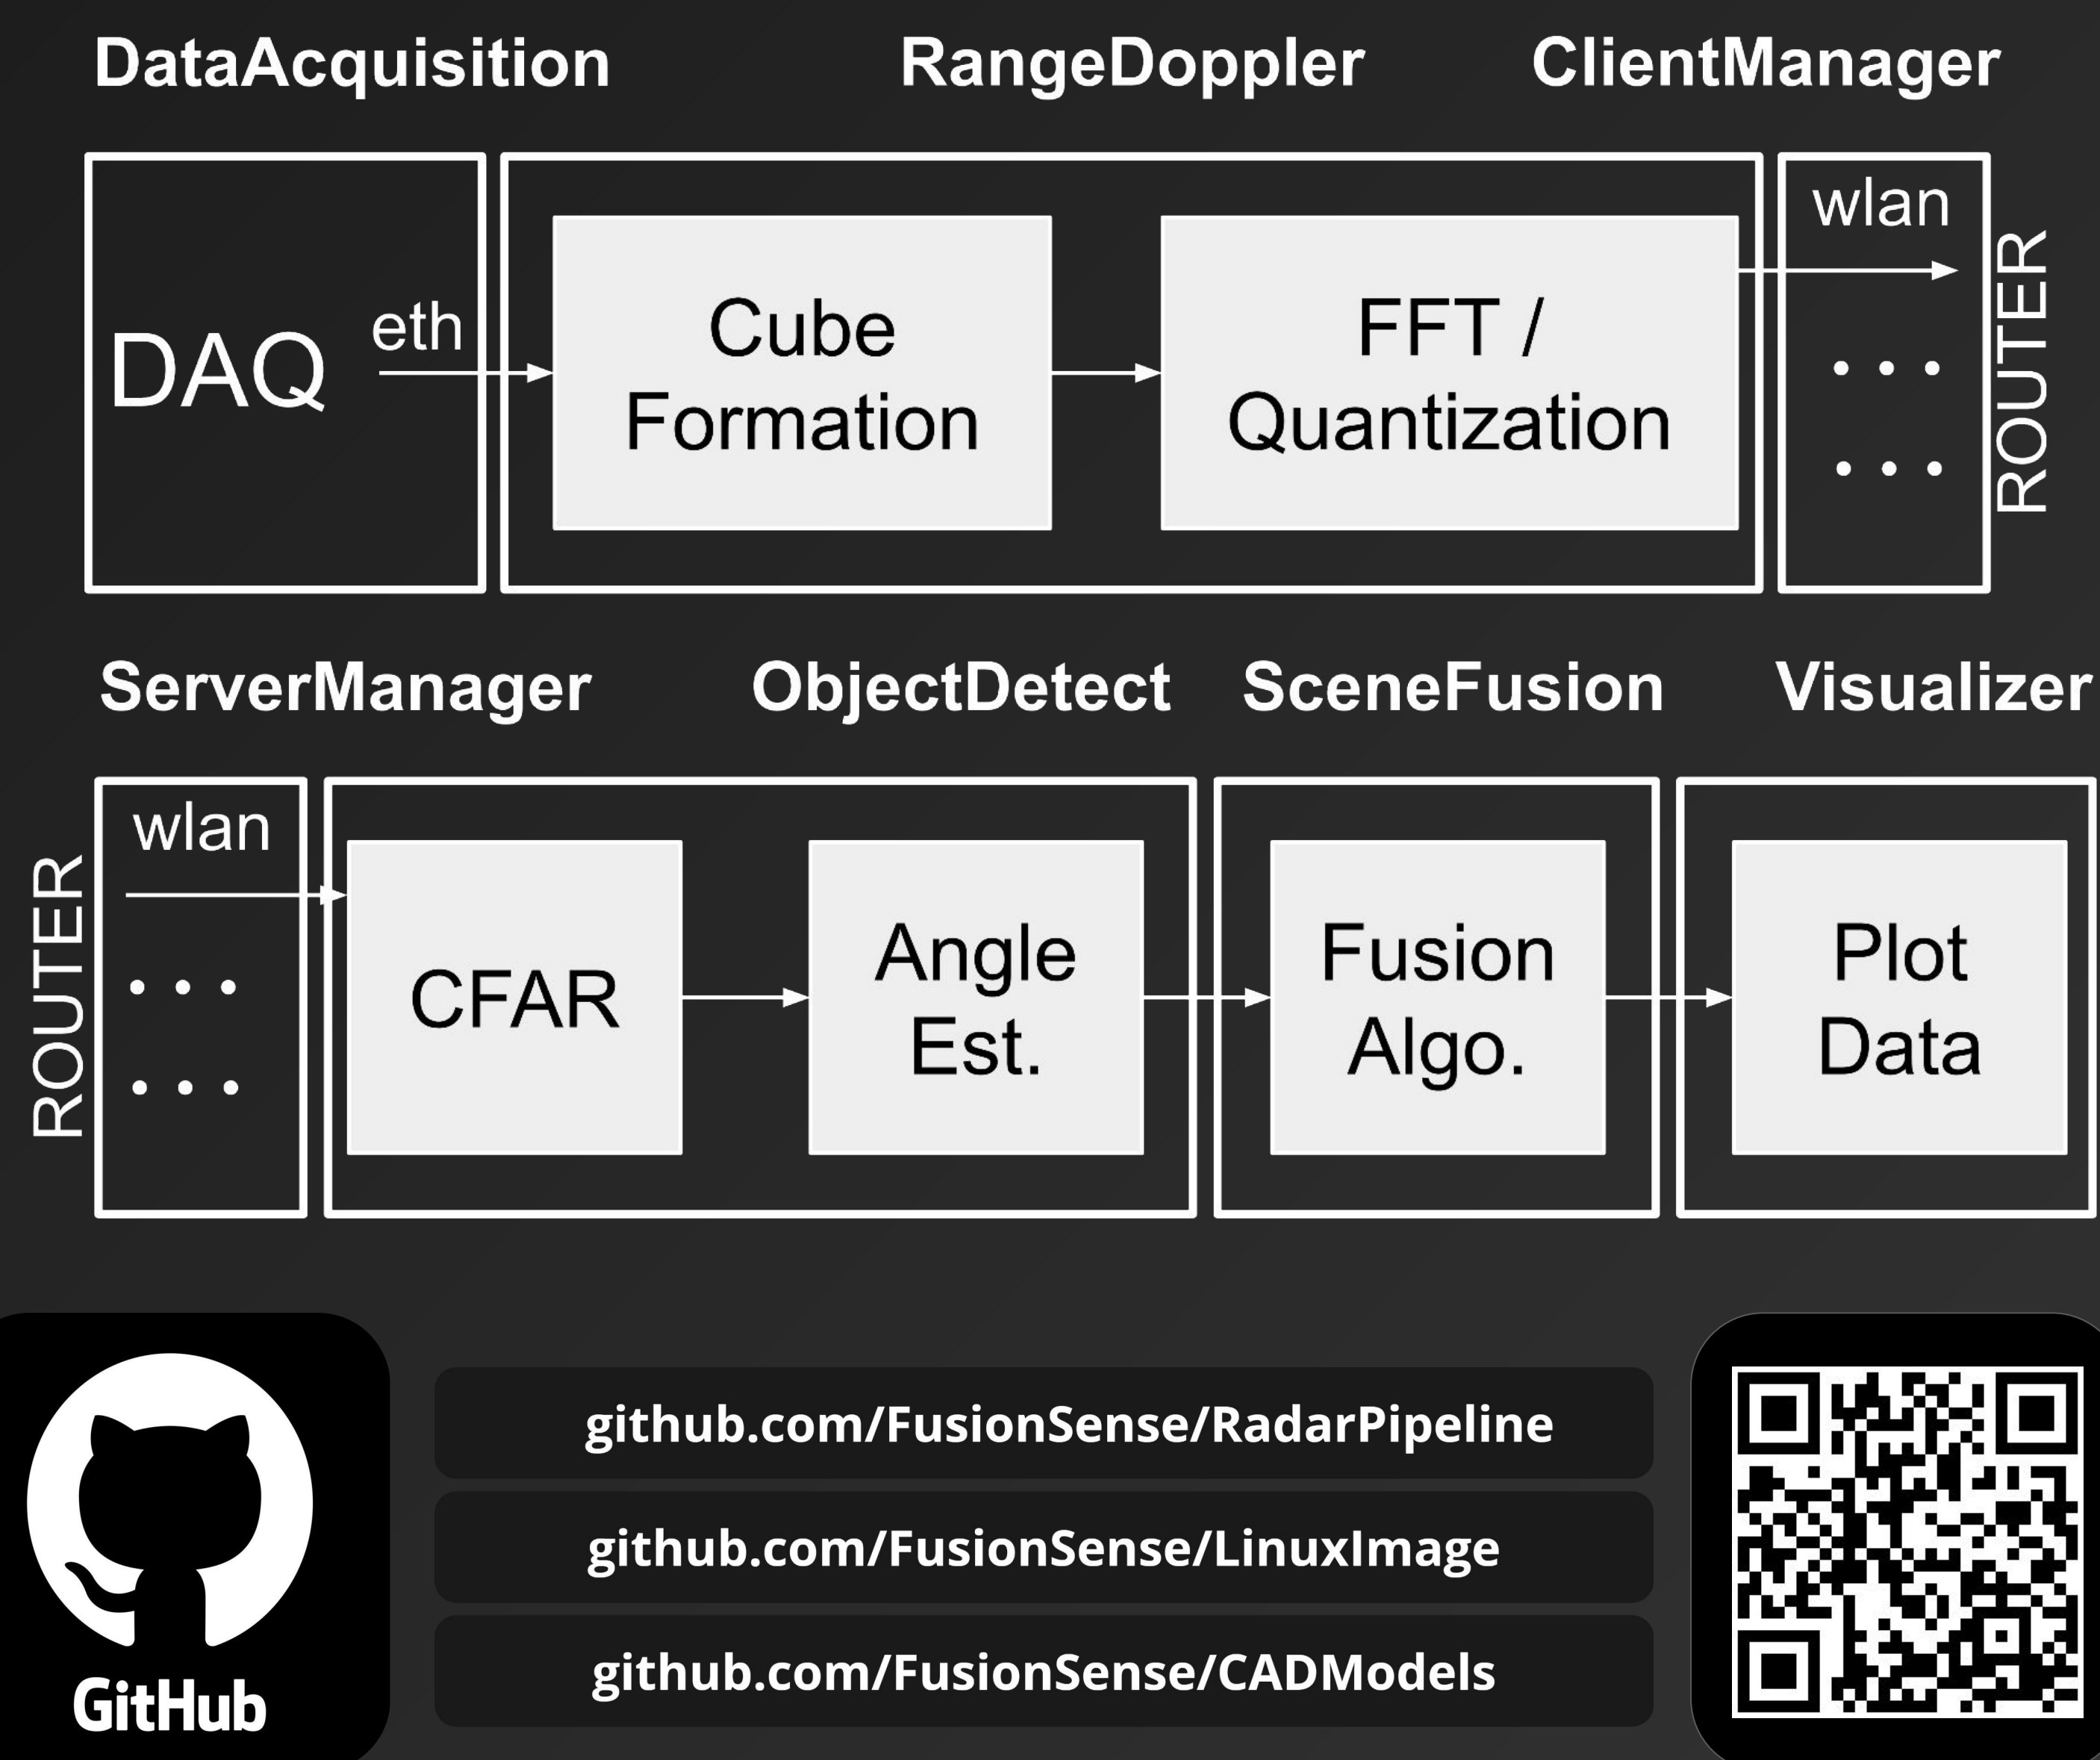 DataAcquisition
RangeDoppler
ClientManager
DAQ
eth
Cube
Formation
FFT /
Quantization
wlan
ROUTER
ServerManager
ObjectDetect
SceneFusion
Visualizer
ROUTER
wlan
CFAR
Angle
Est.
Fusion
Algo.
Plot
Data
GitHub
github.com/FusionSense/RadarPipeline
github.com/FusionSense/LinuxImage
github.com/FusionSense/CADModels